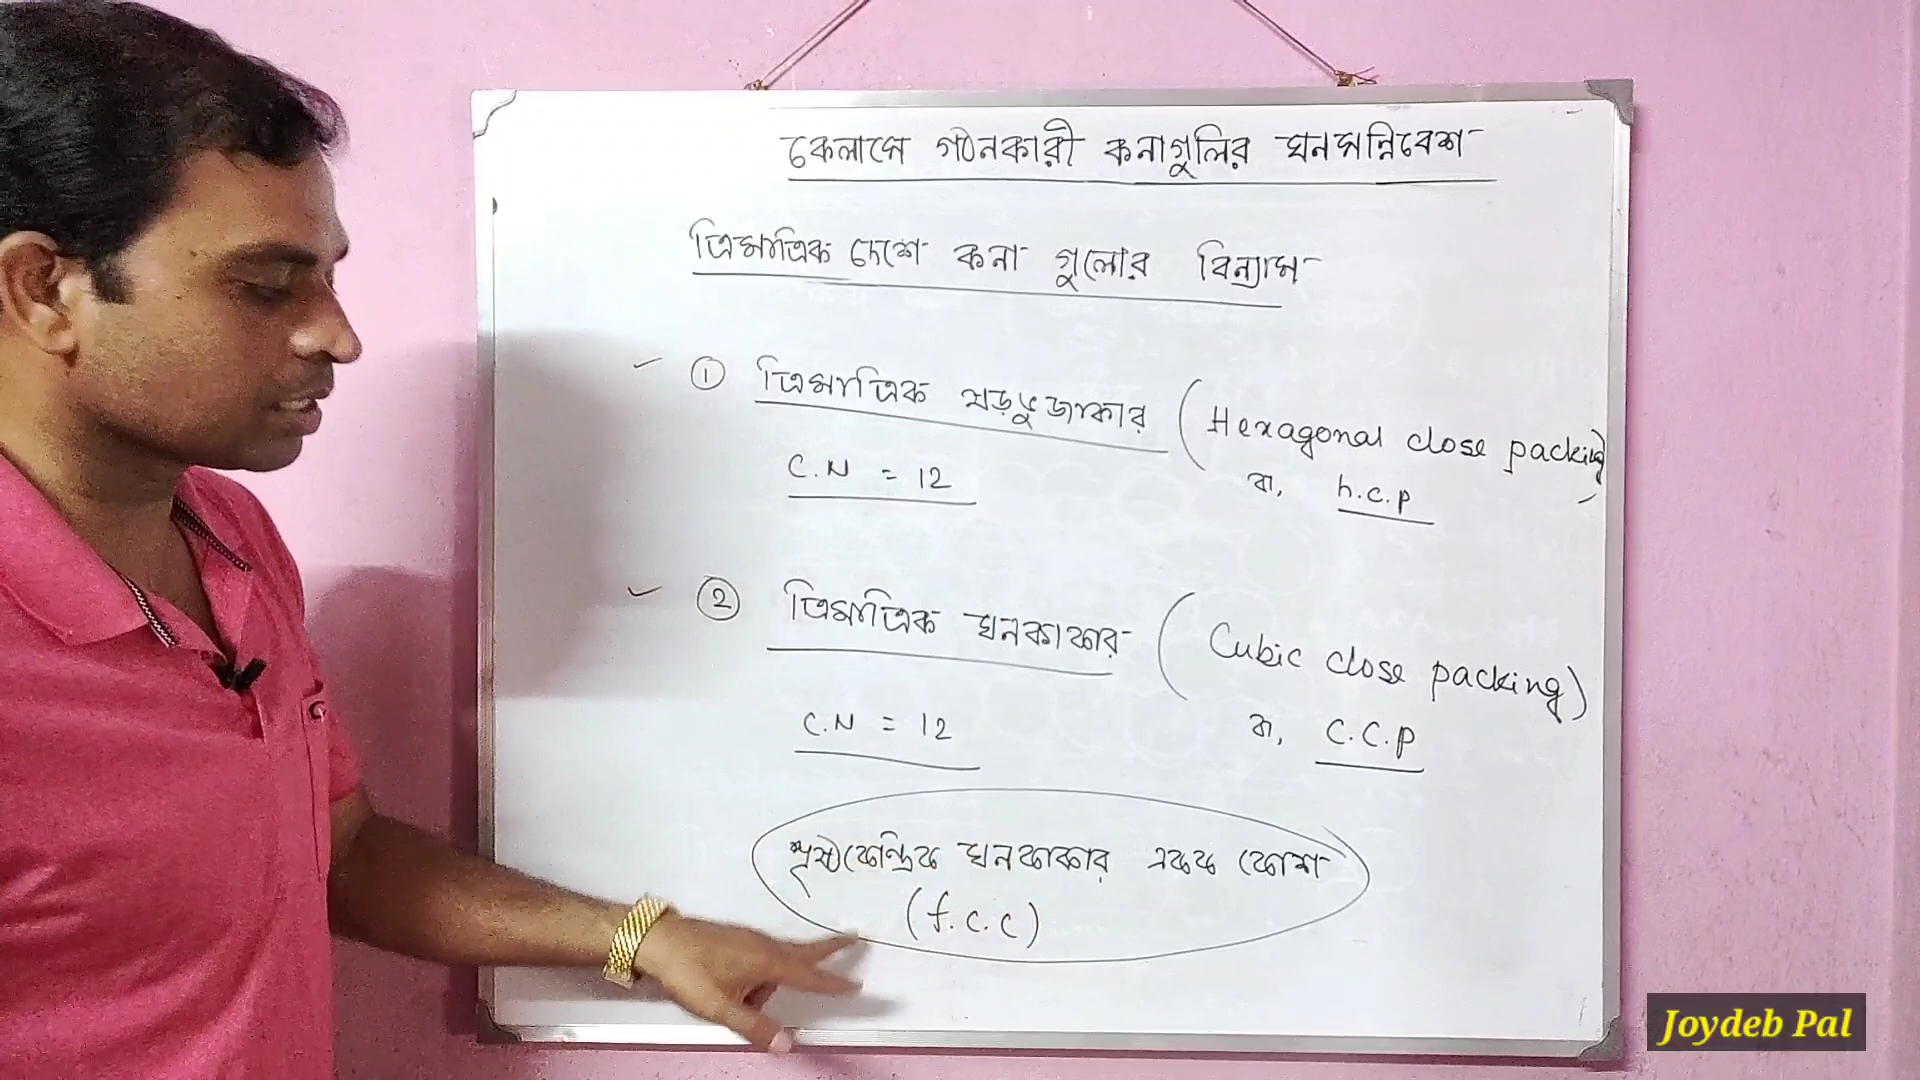 কেলাসে গঠনকারী কনাগুলির ঘনসন্নিবেশ
ত্রিমাত্রিক দেশে কনা গুলোর বিন্যাস
① ত্রিমাত্রিক ষড়ভুজাকার (Hexagonal close packing)
C.N = 12 বা, h.c.p
② ত্রিমাত্রিক ঘনকাকার (Cubic close packing)
C.N = 12 বা, C.C.P
পৃষ্ঠকেন্দ্রিক ঘনকাকার একক কোশ
(f.c.c)
Joydeb Pal